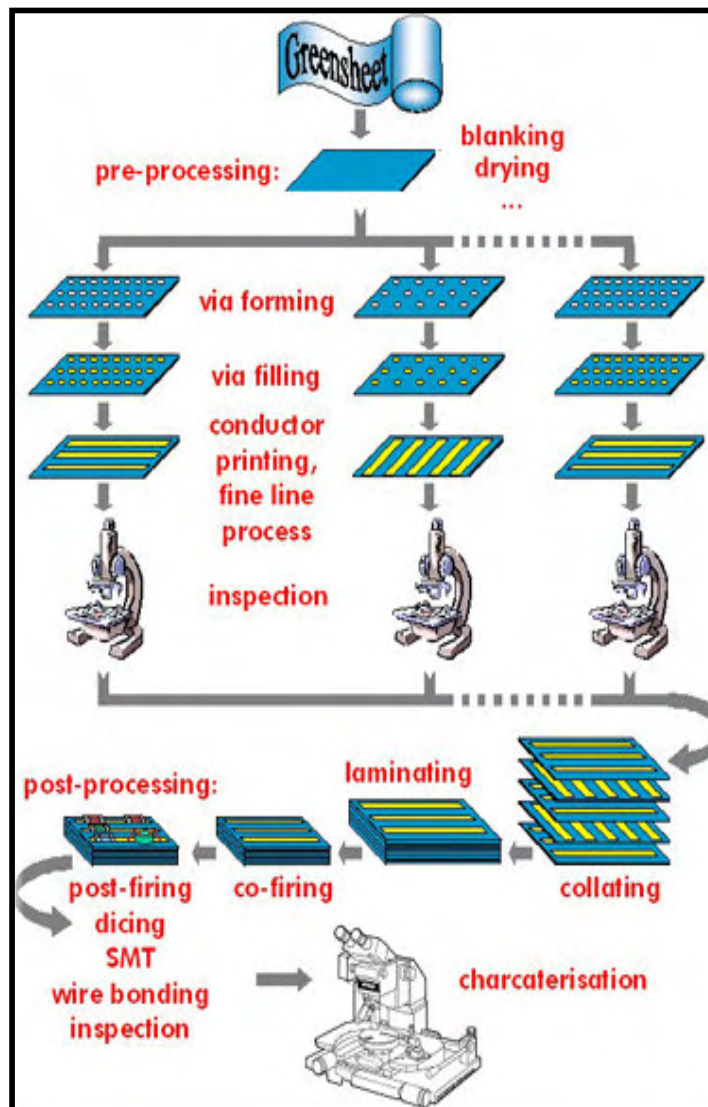 Greensheet
pre-processing:
blanking
drying
...
via forming
via filling
conductor
printing,
fine line
process
inspection
post-processing:
laminating
post-firing
co-firing
collating
dicing
SMT
wire bonding
inspection
charcaterisation